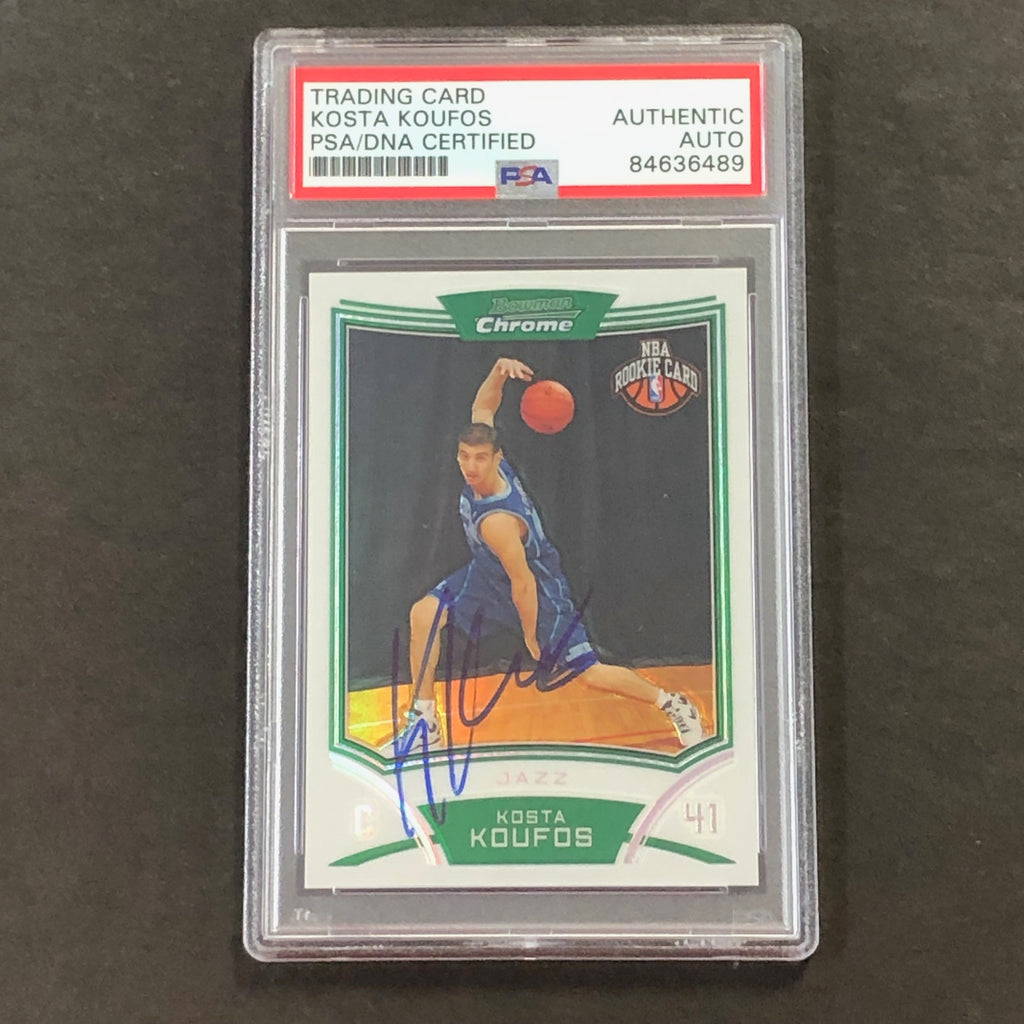 TRADING CARD
KOSTA KOUFOS
PSA/DNA CERTIFIED
AUTHENTIC
AUTO
84636489
PSA
Bowman
Chrome
NBA
ROOKIE CARD
JAZZ
C
KOSTA
KOUFOS
41